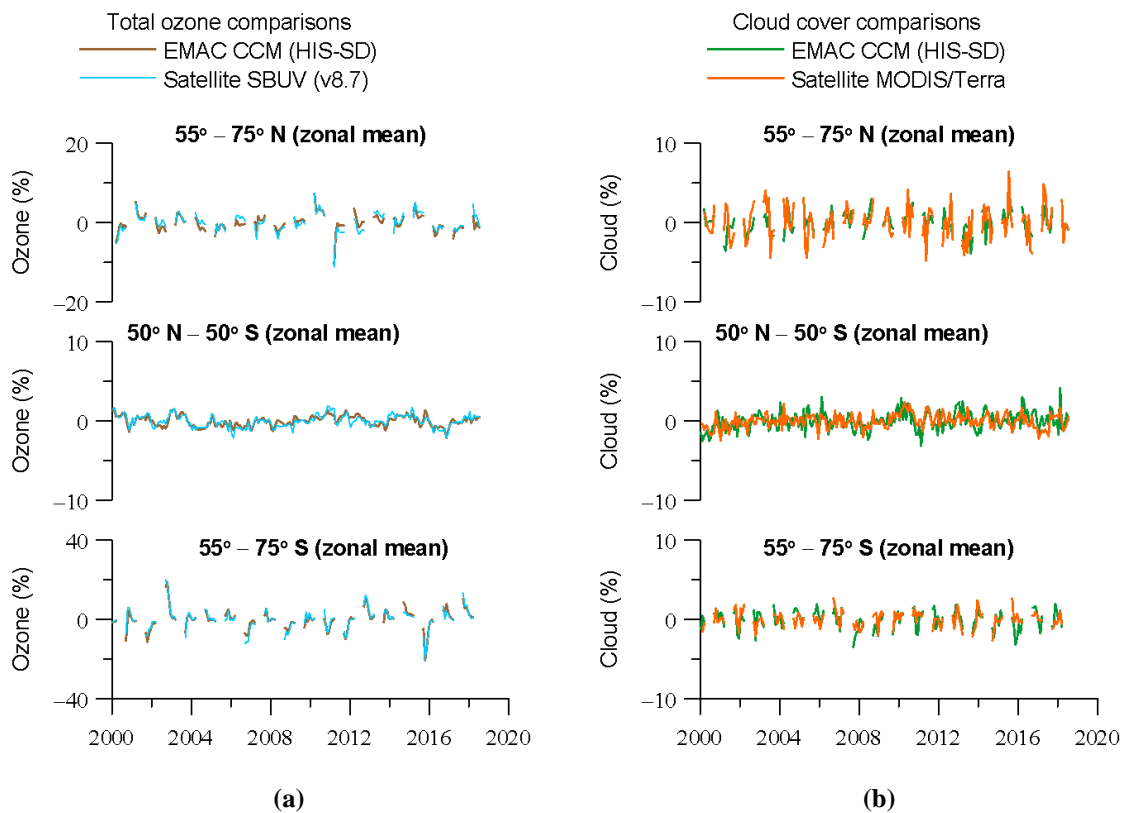 Total ozone comparisons
EMAC CCM (HIS-SD)
Satellite SBUV (v8.7)
55° – 75° N (zonal mean)
20
0
–20
Ozone (%)
50° N – 50° S (zonal mean)
10
0
–10
Ozone (%)
55° – 75° S (zonal mean)
40
0
–40
Ozone (%)
2000 2004 2008 2012 2016 2020
(a)
Cloud cover comparisons
EMAC CCM (HIS-SD)
Satellite MODIS/Terra
55° – 75° N (zonal mean)
10
0
–10
Cloud (%)
50° N – 50° S (zonal mean)
10
0
–10
Cloud (%)
55° – 75° S (zonal mean)
10
0
–10
Cloud (%)
2000 2004 2008 2012 2016 2020
(b)